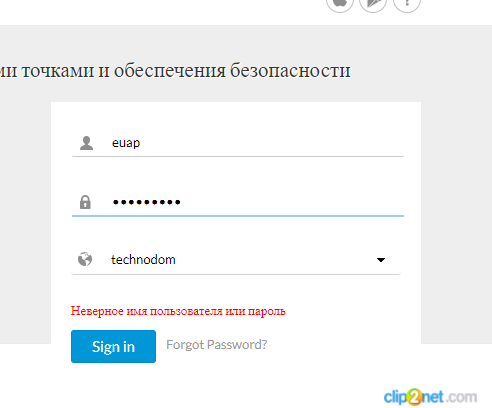 ми точками и обеспечения безопасности
euap
technodom
Неверное имя пользователя или пароль
Sign in
Forgot Password?
clip2net.com